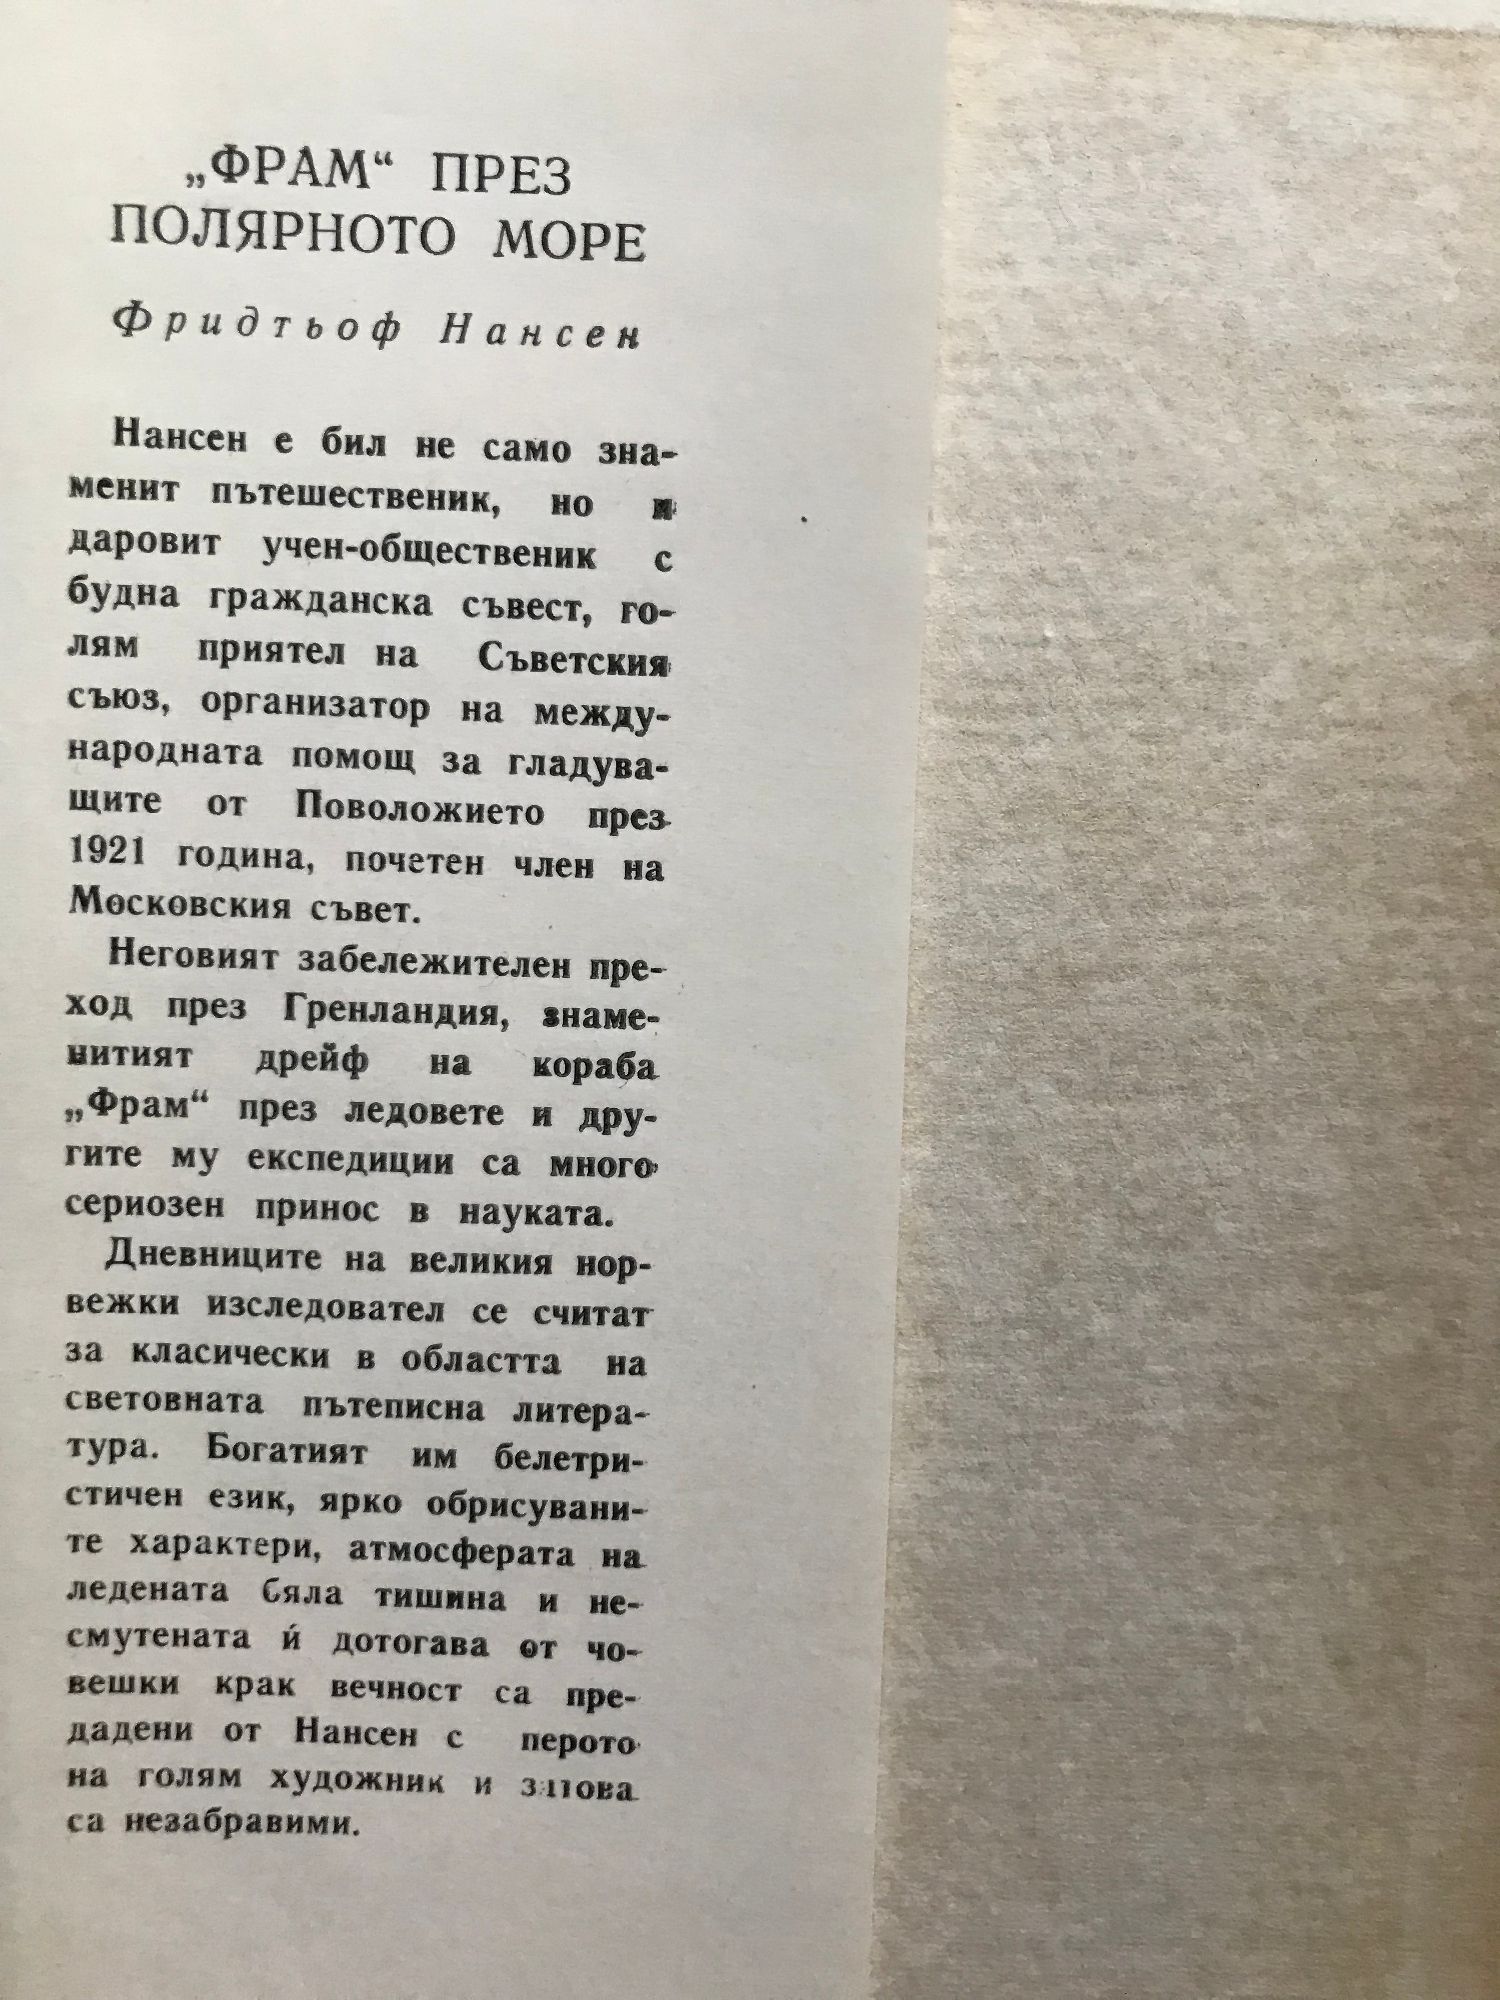 „ФРАМ“ ПРЕЗ
ПОЛЯРНОТО МОРЕ
Фридтьоф Нансен
Нансен е бил не само зна-
менит пътешественик, но и
даровит учен-общественик с
будна гражданска съвест, го-
лям приятел на Съветския
съюз, организатор на между-
народната помощ за гладува-
щите от Поволожието през
1921 година, почетен член на
Московския съвет.
Неговият забележителен пре-
ход през Гренландия, знаме-
нитият дрейф на кораба
„Фрам“ през ледовете и дру-
гите му експедиции са много
сериозен принос в науката.
Дневниците на великия нор-
вежки изследовател се считат
за класически в областта на
световната пътеписна литера-
тура. Богатият им белетри-
стичен език, ярко обрисувани-
те характери, атмосферата на
ледената бяла тишина и не-
смутената ѝ дотогава от чо-
вешки крак вечност са пре-
дадени от Нансен с перото
на голям художник и затова
са незабравими.